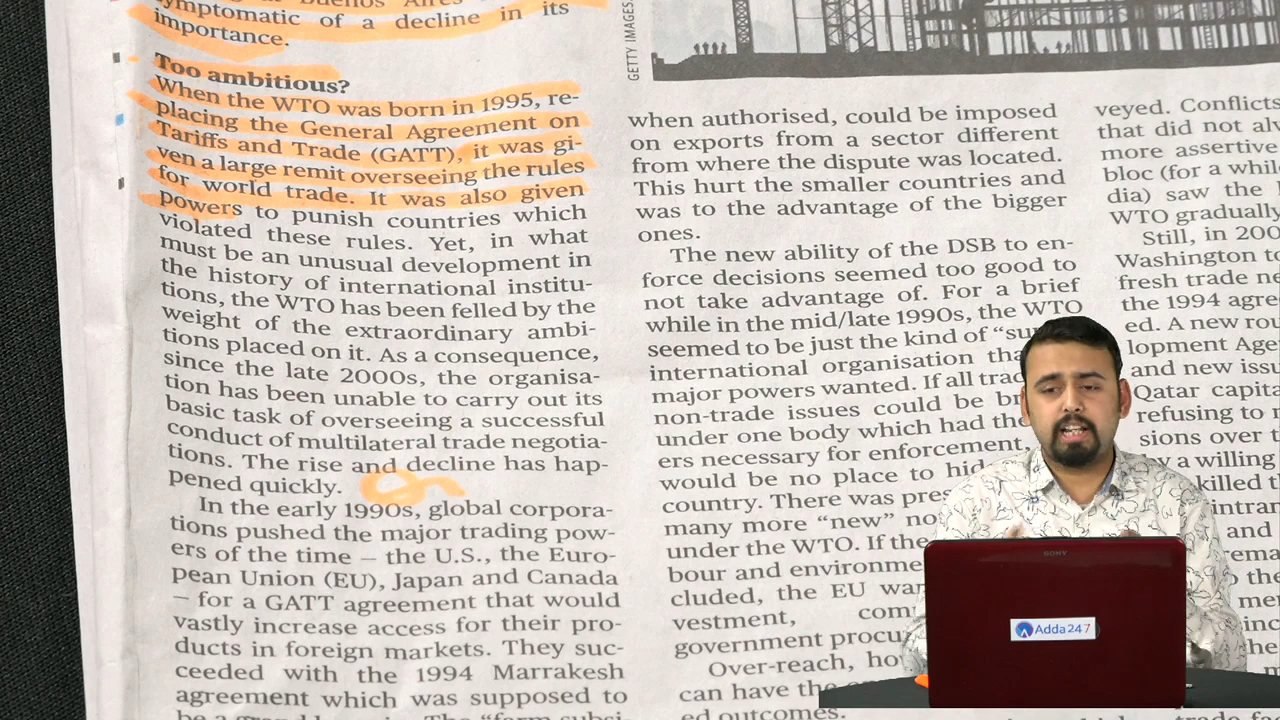 symptomatic of a decline in its
importance.
Too ambitious?
When the WTO was born in 1995, re-
placing the General Agreement on
Tariffs and Trade (GATT), it was gi-
ven a large remit overseeing the rules
for world trade. It was also given
powers to punish countries which
violated these rules. Yet, in what
must be an unusual development in
the history of international institu-
tions, the WTO has been felled by the
weight of the extraordinary ambi-
tions placed on it. As a consequence,
since the late 2000s, the organisa-
tion has been unable to carry out its
basic task of overseeing a successful
conduct of multilateral trade negotia-
tions. The rise and decline has hap-
pened quickly.
In the early 1990s, global corpora-
tions pushed the major trading pow-
ers of the time – the U.S., the Euro-
pean Union (EU), Japan and Canada
– for a GATT agreement that would
vastly increase access for their pro-
ducts in foreign markets. They suc-
ceeded with the 1994 Marrakesh
agreement which was supposed to
GETTY IMAGES
when authorised, could be imposed
on exports from a sector different
from where the dispute was located.
This hurt the smaller countries and
was to the advantage of the bigger
ones.
The new ability of the DSB to en-
force decisions seemed too good to
not take advantage of. For a brief
while in the mid/late 1990s, the WTO
seemed to be just the kind of
international organisation
major powers wanted. If all
non-trade issues could be
under one body which had
ers necessary for enforcement,
would be no place to
country. There was
many more “new”
under the WTO. If the
bour and
cluded, the EU
vestment,
government
Over-reach,
can have the
ed outcomes.
veyed. Conflicts
that did not
more assertive
bloc (for a
dia) saw the
WTO gradually
Still, in
Washington to
fresh trade
the 1994
ed. A new
lopment
and new
Qatar
refusing to
sions over
a willing
killed
and
SONY
Adda247